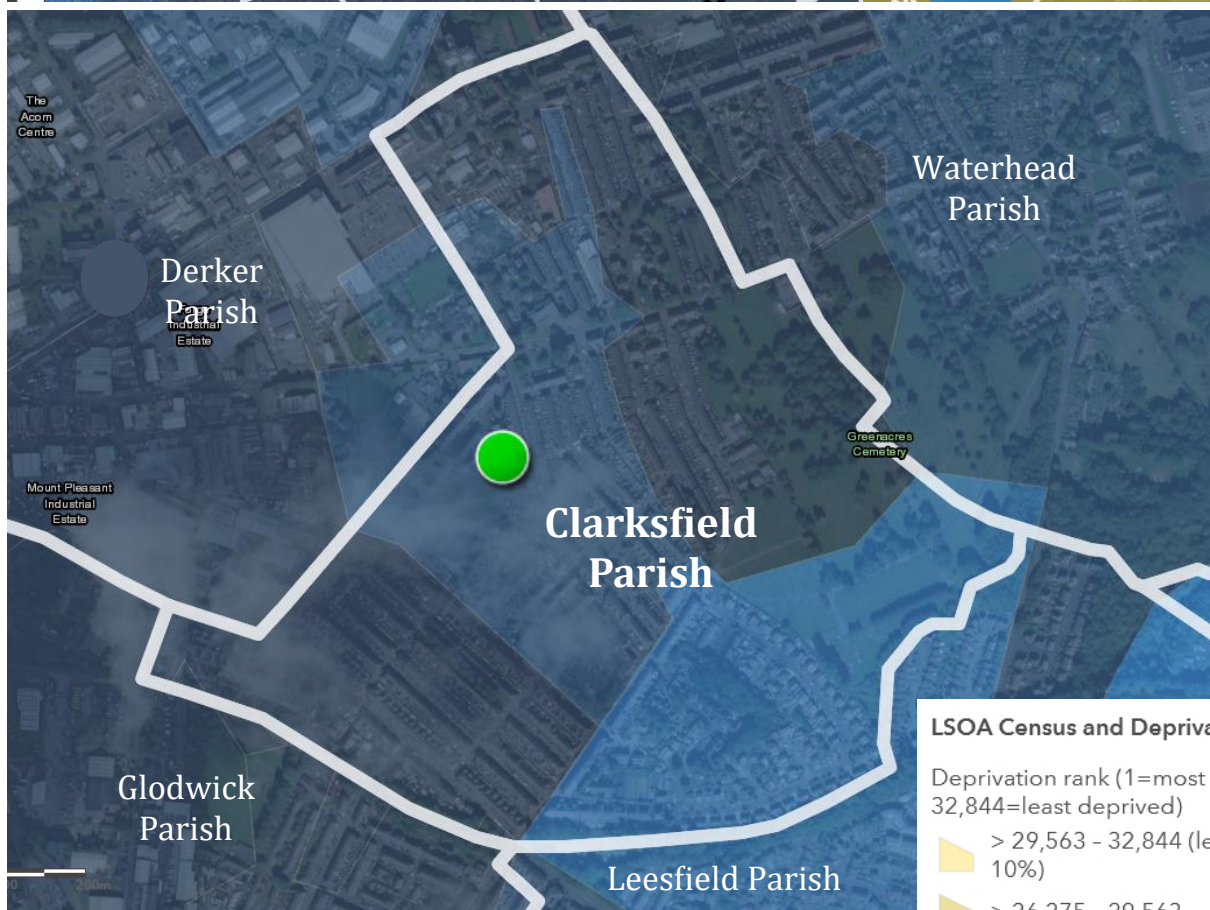 The
Acorn
Centre
Waterhead
Parish
Derker
Parish
Industrial
Estate
Greenacres
Cemetery
Mount Pleasant
Industrial
Estate
Clarksfield
Parish
Glodwick
Parish
Leesfield Parish
200m
LSOA Census and Depriva
Deprivation rank (1=most
32,844=least deprived)
> 29,563 – 32,844 (le
10%)